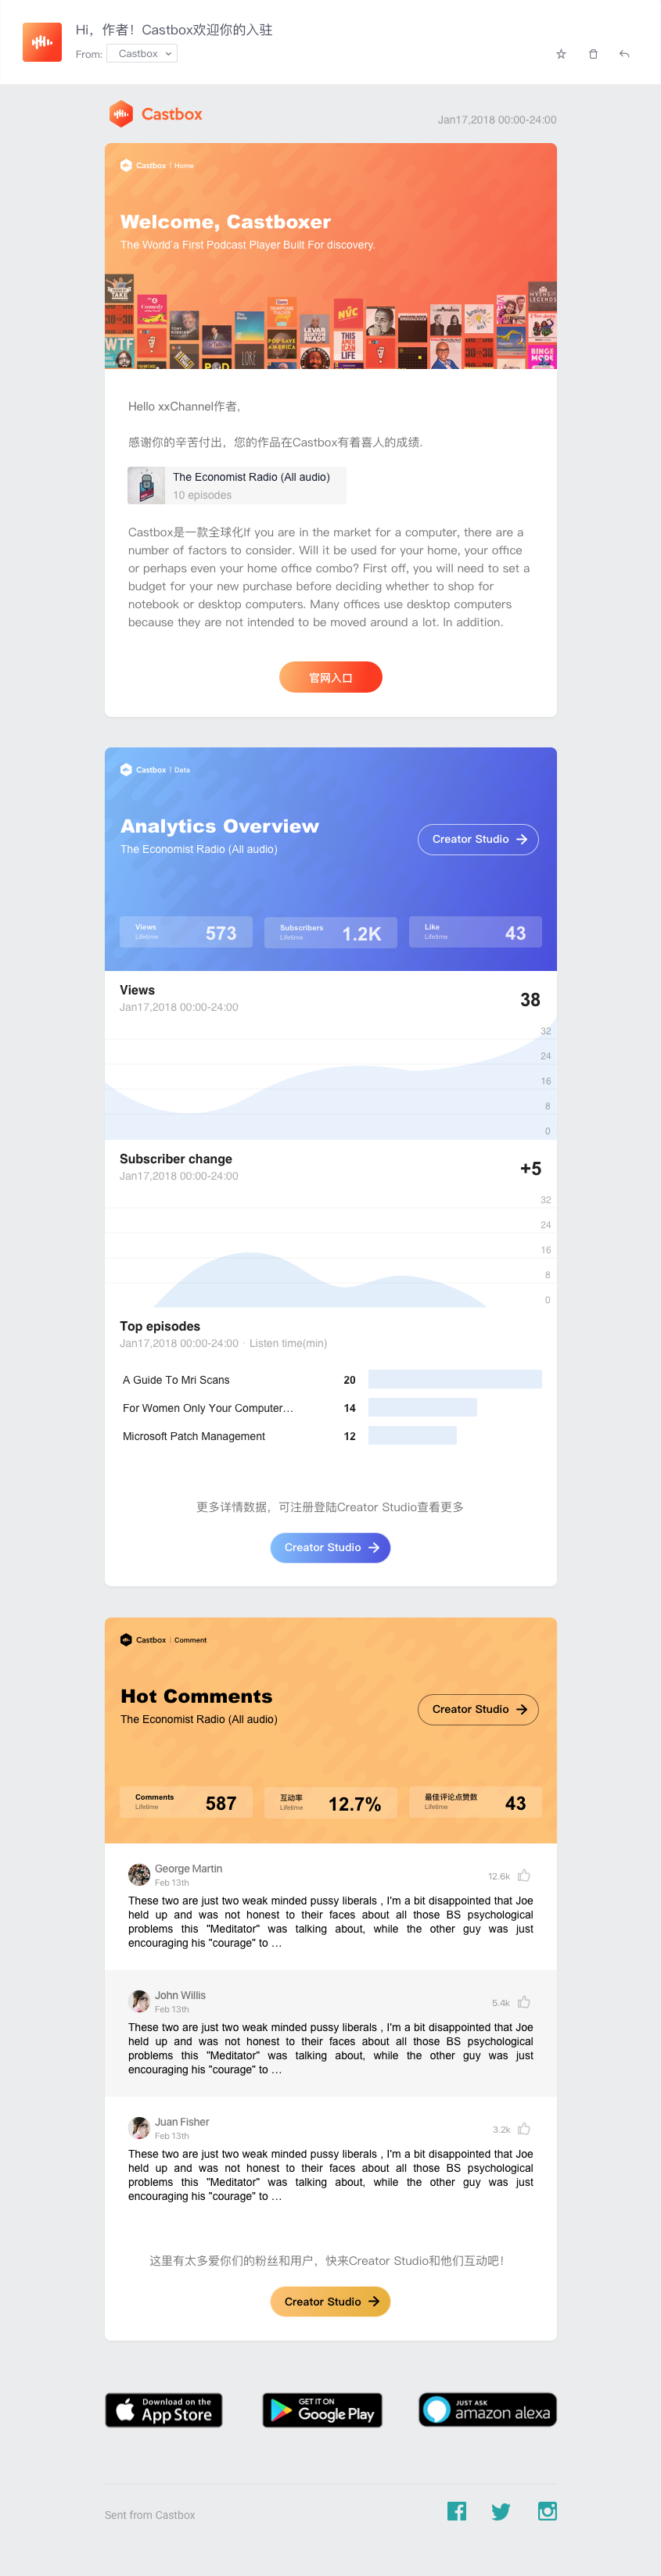 Hi，作者！Castbox欢迎你的入驻
From: Castbox
Castbox
Jan17,2018 00:00-24:00
Castbox | Home
Welcome, Castboxer
The World'a First Podcast Player Built For discovery.
WTF
LORE
POD SAVE AMERICA
LEVAR BURTON READS
NVC
THIS AMERICAN LIFE
BINGE MODE
Hello xxChannel作者,
感谢你的辛苦付出，您的作品在Castbox有着喜人的成绩.
The Economist Radio (All audio)
10 episodes
Castbox是一款全球化If you are in the market for a computer, there are a
number of factors to consider. Will it be used for your home, your office
or perhaps even your home office combo? First off, you will need to set a
budget for your new purchase before deciding whether to shop for
notebook or desktop computers. Many offices use desktop computers
because they are not intended to be moved around a lot. In addition.
官网入口
Castbox | Data
Analytics Overview
The Economist Radio (All audio)
Creator Studio
Views
Lifetime
573
Subscribers
Lifetime
1.2K
Like
Lifetime
43
Views
Jan17,2018 00:00-24:00
38
32
24
16
8
0
Subscriber change
Jan17,2018 00:00-24:00
+5
32
24
16
8
0
Top episodes
Jan17,2018 00:00-24:00 · Listen time(min)
A Guide To Mri Scans 20
For Women Only Your Computer… 14
Microsoft Patch Management 12
更多详情数据，可注册登陆Creator Studio查看更多
Creator Studio
Castbox | Comment
Hot Comments
The Economist Radio (All audio)
Creator Studio
Comments
Lifetime
587
互动率
Lifetime
12.7%
最佳评论点赞数
Lifetime
43
George Martin
Feb 13th
12.6k
These two are just two weak minded pussy liberals , I'm a bit disappointed that Joe
held up and was not honest to their faces about all those BS psychological
problems this "Meditator" was talking about, while the other guy was just
encouraging his "courage" to …
John Willis
Feb 13th
5.4k
These two are just two weak minded pussy liberals , I'm a bit disappointed that Joe
held up and was not honest to their faces about all those BS psychological
problems this "Meditator" was talking about, while the other guy was just
encouraging his "courage" to …
Juan Fisher
Feb 13th
3.2k
These two are just two weak minded pussy liberals , I'm a bit disappointed that Joe
held up and was not honest to their faces about all those BS psychological
problems this "Meditator" was talking about, while the other guy was just
encouraging his "courage" to …
这里有太多爱你们的粉丝和用户，快来Creator Studio和他们互动吧！
Creator Studio
Download on the
App Store
GET IT ON
Google Play
JUST ASK
amazon alexa
Sent from Castbox